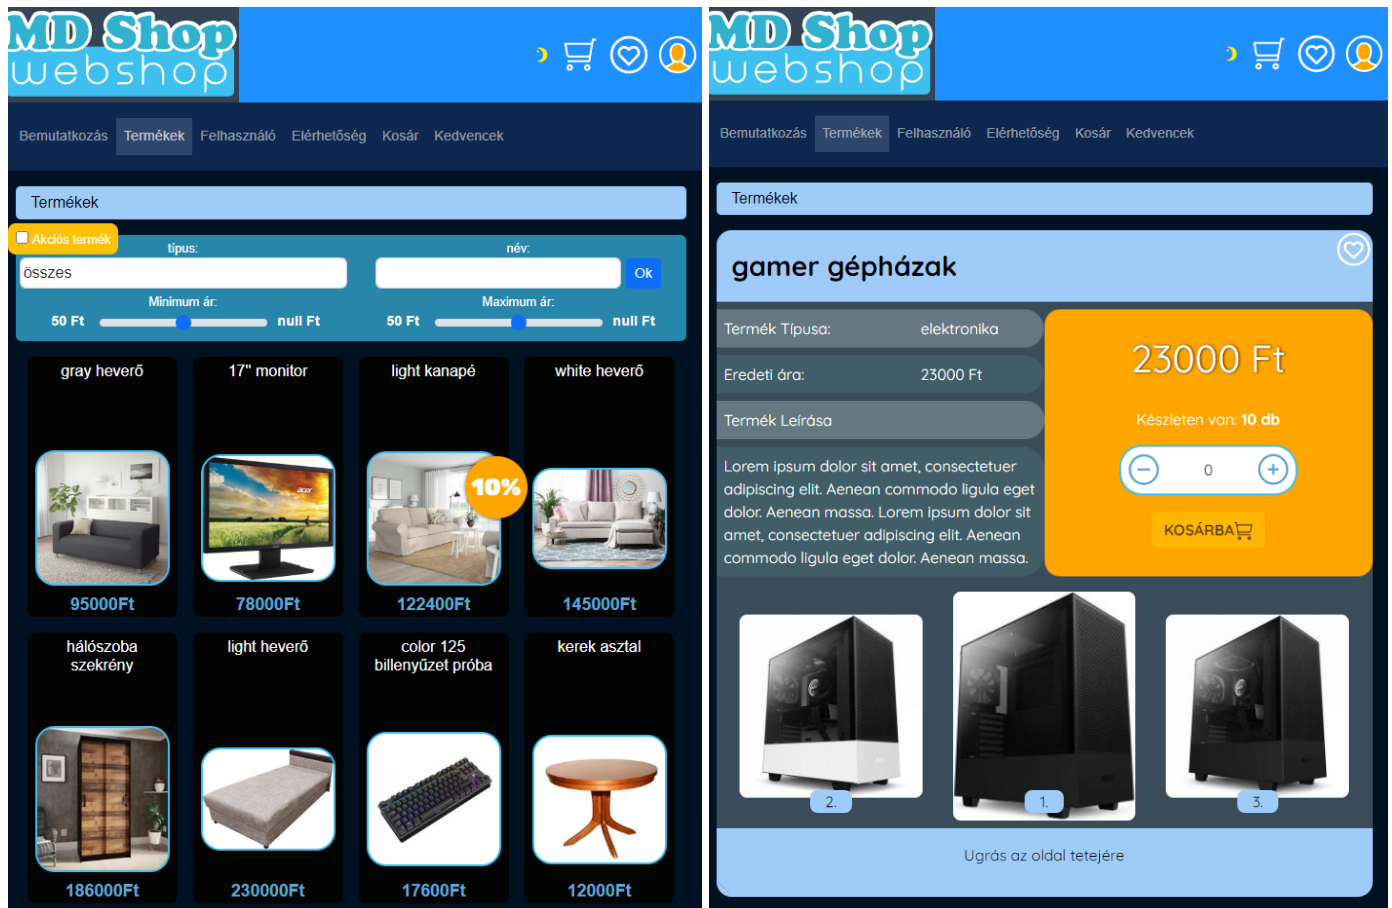 MD Shop
webshop
Bemutatkozás Termékek Felhasználó Elérhetőség Kosár Kedvencek
Termékek
Akciós termék
típus: név:
összes Ok
Minimum ár: Maximum ár:
50 Ft null Ft 50 Ft null Ft
gray heverő 17" monitor light kanapé white heverő
acer
10%
95000Ft 78000Ft 122400Ft 145000Ft
hálószoba szekrény light heverő color 125 billenyűzet próba kerek asztal
186000Ft 230000Ft 17600Ft 12000Ft
MD Shop
webshop
Bemutatkozás Termékek Felhasználó Elérhetőség Kosár Kedvencek
Termékek
gamer gépházak
Termék Típusa: elektronika
Eredeti ára: 23000 Ft
Termék Leírása
Lorem ipsum dolor sit amet, consectetuer
adipiscing elit. Aenean commodo ligula eget
dolor. Aenean massa. Lorem ipsum dolor sit
amet, consectetuer adipiscing elit. Aenean
commodo ligula eget dolor. Aenean massa.
23000 Ft
Készleten van: 10 db
0
KOSÁRBA
2. 1. 3.
Ugrás az oldal tetejére